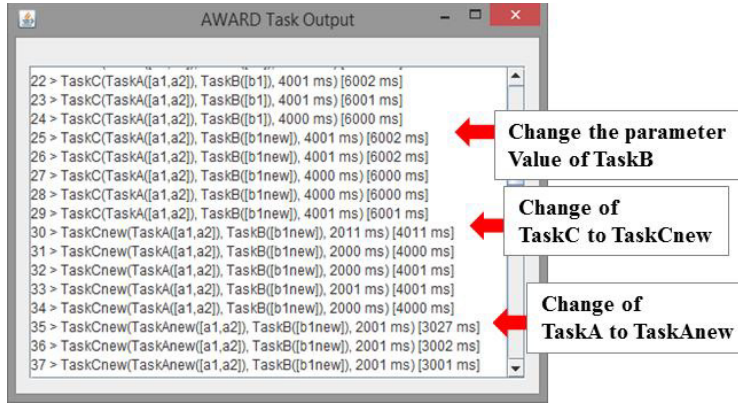 AWARD Task Output
22 > TaskC(TaskA([a1,a2]), TaskB([b1]), 4001 ms) [6002 ms]
23 > TaskC(TaskA([a1,a2]), TaskB([b1]), 4001 ms) [6001 ms]
24 > TaskC(TaskA([a1,a2]), TaskB([b1]), 4000 ms) [6000 ms]
25 > TaskC(TaskA([a1,a2]), TaskB([b1new]), 4001 ms) [6002 ms]
26 > TaskC(TaskA([a1,a2]), TaskB([b1new]), 4001 ms) [6002 ms]
27 > TaskC(TaskA([a1,a2]), TaskB([b1new]), 4000 ms) [6000 ms]
28 > TaskC(TaskA([a1,a2]), TaskB([b1new]), 4000 ms) [6000 ms]
29 > TaskC(TaskA([a1,a2]), TaskB([b1new]), 4001 ms) [6001 ms]
30 > TaskCnew(TaskA([a1,a2]), TaskB([b1new]), 2011 ms) [4011 ms]
31 > TaskCnew(TaskA([a1,a2]), TaskB([b1new]), 2000 ms) [4000 ms]
32 > TaskCnew(TaskA([a1,a2]), TaskB([b1new]), 2000 ms) [4001 ms]
33 > TaskCnew(TaskA([a1,a2]), TaskB([b1new]), 2001 ms) [4001 ms]
34 > TaskCnew(TaskA([a1,a2]), TaskB([b1new]), 2000 ms) [4000 ms]
35 > TaskCnew(TaskAnew([a1,a2]), TaskB([b1new]), 2001 ms) [3027 ms]
36 > TaskCnew(TaskAnew([a1,a2]), TaskB([b1new]), 2001 ms) [3002 ms]
37 > TaskCnew(TaskAnew([a1,a2]), TaskB([b1new]), 2001 ms) [3001 ms]
Change the parameter
Value of TaskB
Change of
TaskC to TaskCnew
Change of
TaskA to TaskAnew